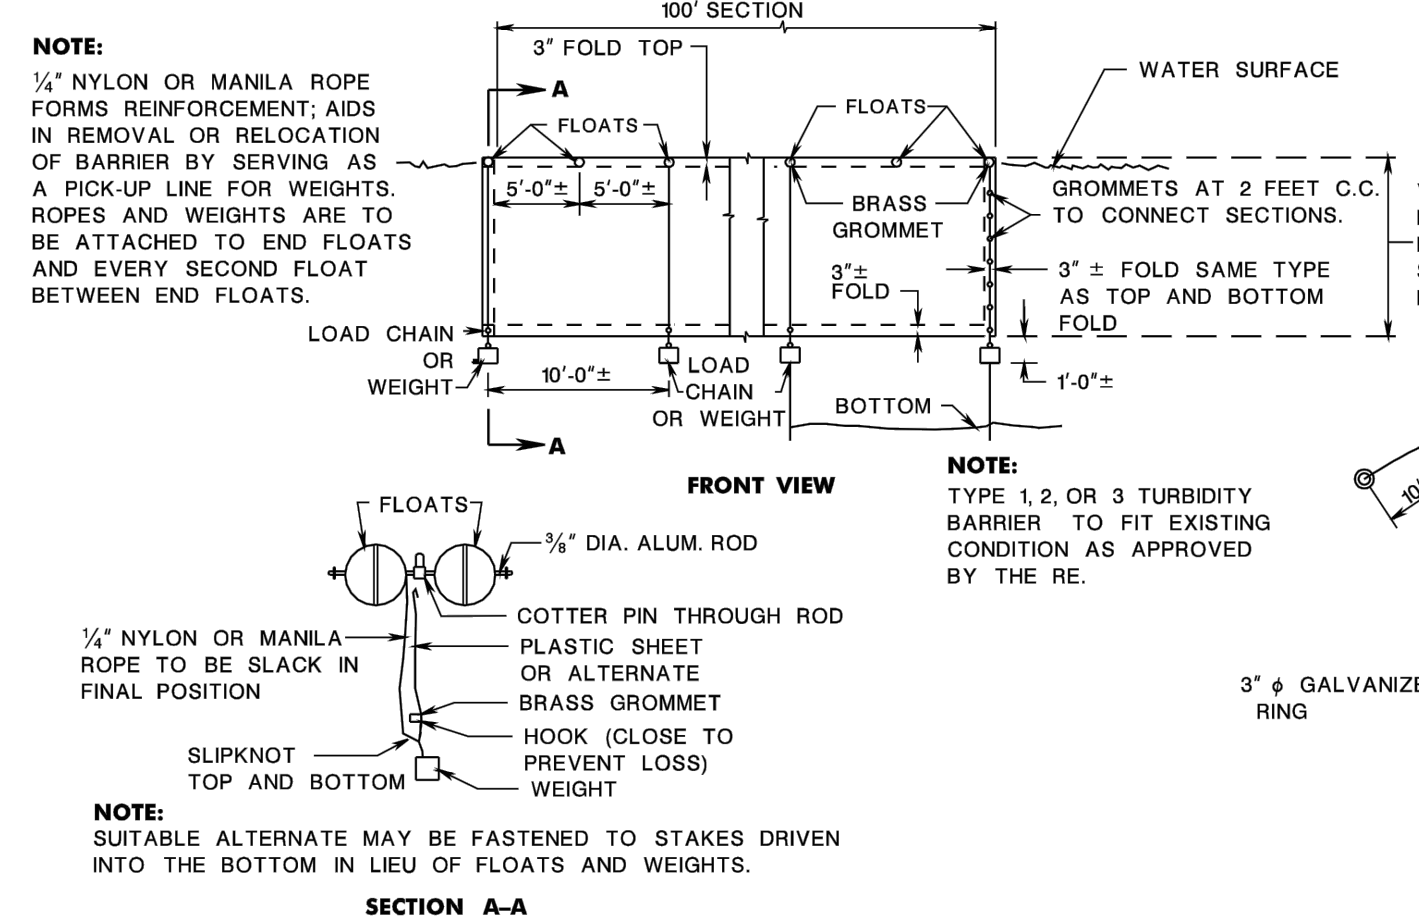 100' SECTION
NOTE:
3" FOLD TOP
WATER SURFACE
1/4" NYLON OR MANILA ROPE
FORMS REINFORCEMENT; AIDS
IN REMOVAL OR RELOCATION
OF BARRIER BY SERVING AS
A PICK-UP LINE FOR WEIGHTS.
ROPES AND WEIGHTS ARE TO
BE ATTACHED TO END FLOATS
AND EVERY SECOND FLOAT
BETWEEN END FLOATS.
A
FLOATS
FLOATS
5'-0"±
5'-0"±
BRASS
GROMMET
GROMMETS AT 2 FEET C.C.
TO CONNECT SECTIONS.
3"±
FOLD
3" ± FOLD SAME TYPE
AS TOP AND BOTTOM
FOLD
LOAD CHAIN
OR
WEIGHT
10'-0"±
LOAD
CHAIN
OR WEIGHT
1'-0"±
BOTTOM
A
FRONT VIEW
NOTE:
TYPE 1, 2, OR 3 TURBIDITY
BARRIER TO FIT EXISTING
CONDITION AS APPROVED
BY THE RE.
10'
FLOATS
3/8" DIA. ALUM. ROD
COTTER PIN THROUGH ROD
1/4" NYLON OR MANILA
ROPE TO BE SLACK IN
FINAL POSITION
PLASTIC SHEET
OR ALTERNATE
BRASS GROMMET
HOOK (CLOSE TO
PREVENT LOSS)
WEIGHT
SLIPKNOT
TOP AND BOTTOM
3" ϕ GALVANIZE
RING
NOTE:
SUITABLE ALTERNATE MAY BE FASTENED TO STAKES DRIVEN
INTO THE BOTTOM IN LIEU OF FLOATS AND WEIGHTS.
SECTION A–A